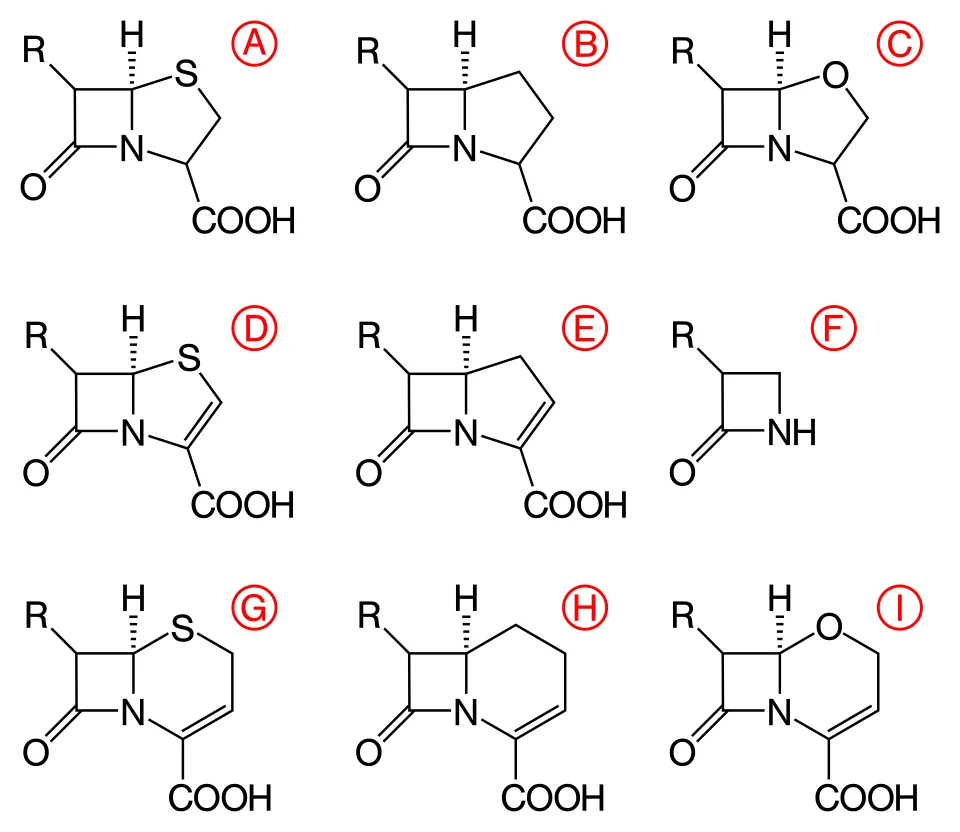 H H H
R S A R B R O C
N N N
O O O
COOH COOH COOH
H H
R S D R E R F
N N NH
O O O
COOH COOH
H H H
R S G R H R O I
N N N
O O O
COOH COOH COOH